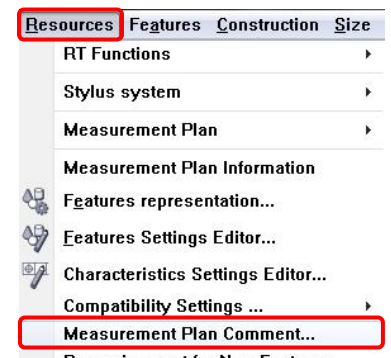 Resources Features Construction Size
RT Functions
Stylus system
Measurement Plan
Measurement Plan Information
Features representation...
Features Settings Editor...
Characteristics Settings Editor...
Compatibility Settings ...
Measurement Plan Comment...